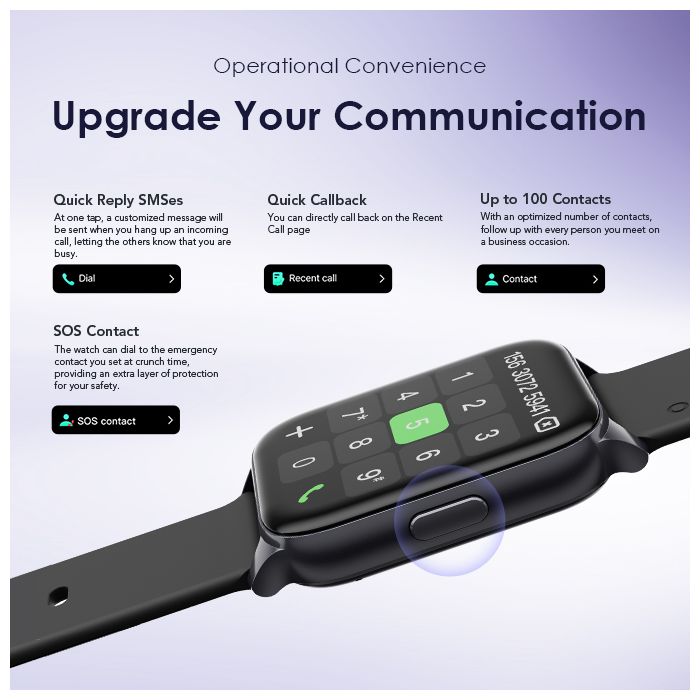 Operational Convenience
Upgrade Your Communication
Quick Reply SMSes
At one tap, a customized message will
be sent when you hang up an incoming
call, letting the others know that you are
busy.
Dial
Quick Callback
You can directly call back on the Recent
Call page
Recent call
Up to 100 Contacts
With an optimized number of contacts,
follow up with every person you meet on
a business occasion.
Contact
SOS Contact
The watch can dial to the emergency
contact you set at crunch time,
providing an extra layer of protection
for your safety.
SOS contact
156 3072 5941
1 2 3
4 5 6
7* 8 9#
+ 0